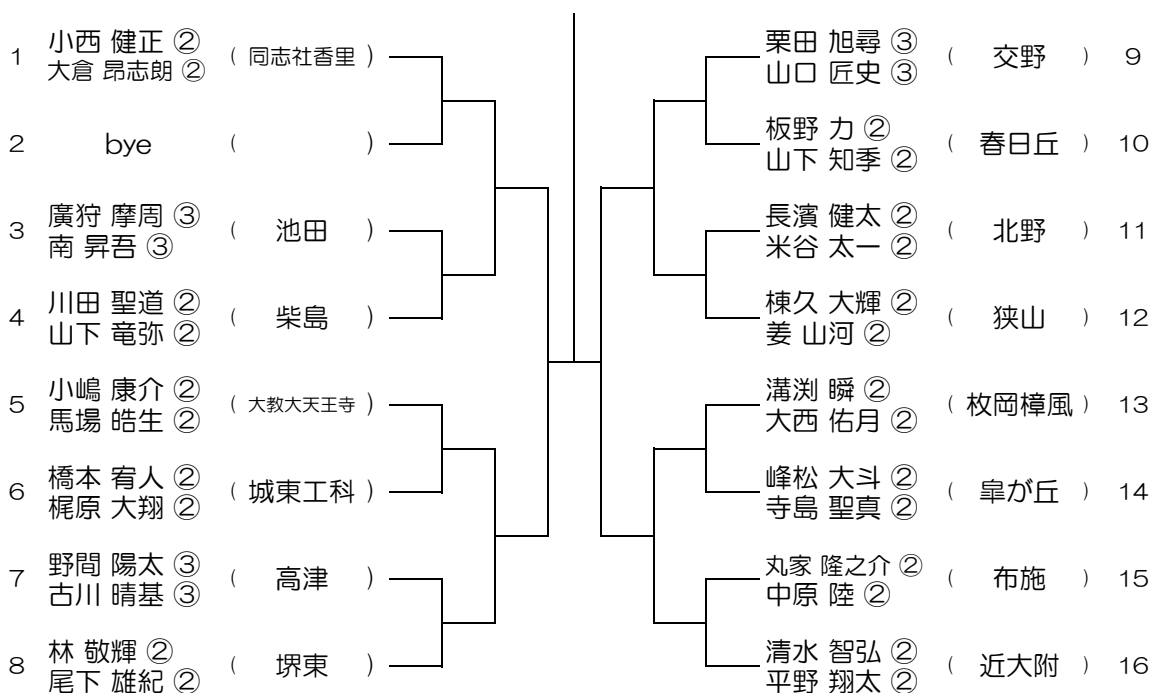 1 小西 健正 ② ( 同志社香里 )
大倉 昂志朗 ②
2 bye ( )
3 廣狩 摩周 ③ ( 池田 )
南 昇吾 ③
4 川田 聖道 ② ( 柴島 )
山下 竜弥 ②
5 小嶋 康介 ② ( 大教大天王寺 )
馬場 皓生 ②
6 橋本 宥人 ② ( 城東工科 )
梶原 大翔 ②
7 野間 陽太 ③ ( 高津 )
古川 晴基 ③
8 林 敬輝 ② ( 堺東 )
尾下 雄紀 ②
栗田 旭尋 ③ ( 交野 ) 9
山口 匠史 ③
板野 力 ② ( 春日丘 ) 10
山下 知季 ②
長濱 健太 ② ( 北野 ) 11
米谷 太一 ②
棟久 大輝 ② ( 狭山 ) 12
姜 山河 ②
溝渕 瞬 ② ( 枚岡樟風 ) 13
大西 佑月 ②
峰松 大斗 ② ( 皐が丘 ) 14
寺島 聖真 ②
丸家 隆之介 ② ( 布施 ) 15
中原 陸 ②
清水 智弘 ② ( 近大附 ) 16
平野 翔太 ②